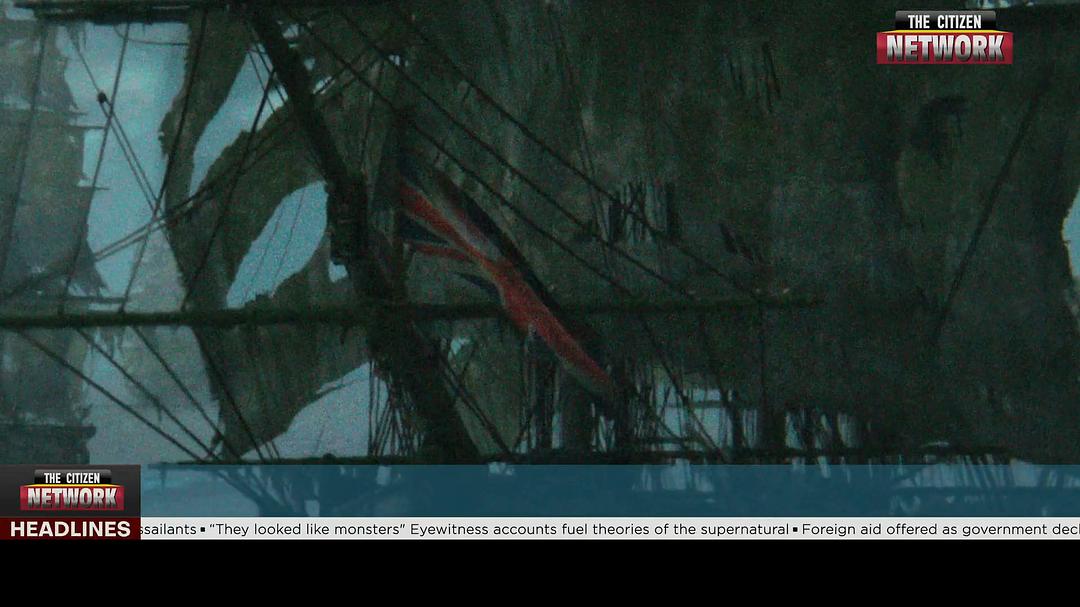 THE CITIZEN
NETWORK
THE CITIZEN
NETWORK
HEADLINES
ssailants ▪ "They looked like monsters" Eyewitness accounts fuel theories of the supernatural ▪ Foreign aid offered as government decl